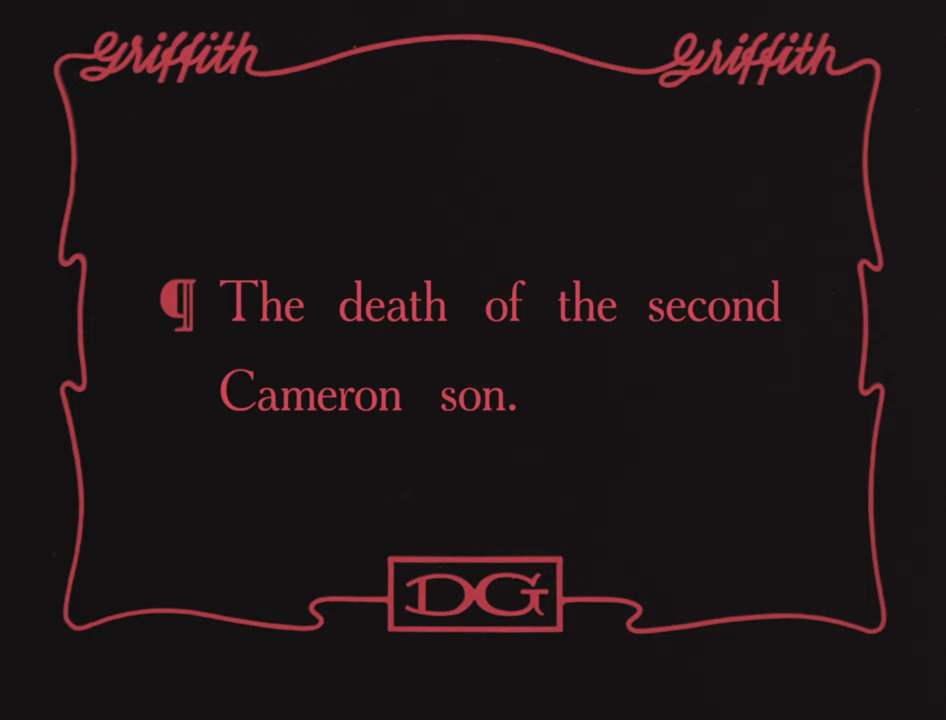 Griffith Griffith
¶ The death of the second
Cameron son.
DG